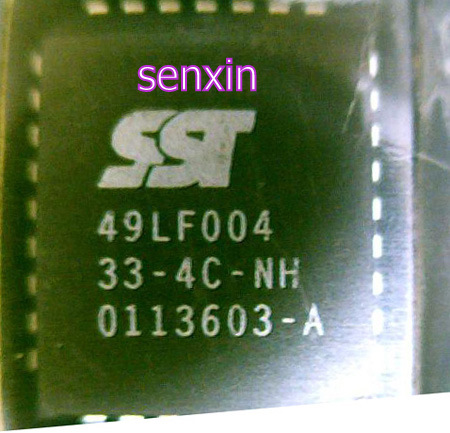 senxin
SST
49LF004
33-4C-NH
0113603-A